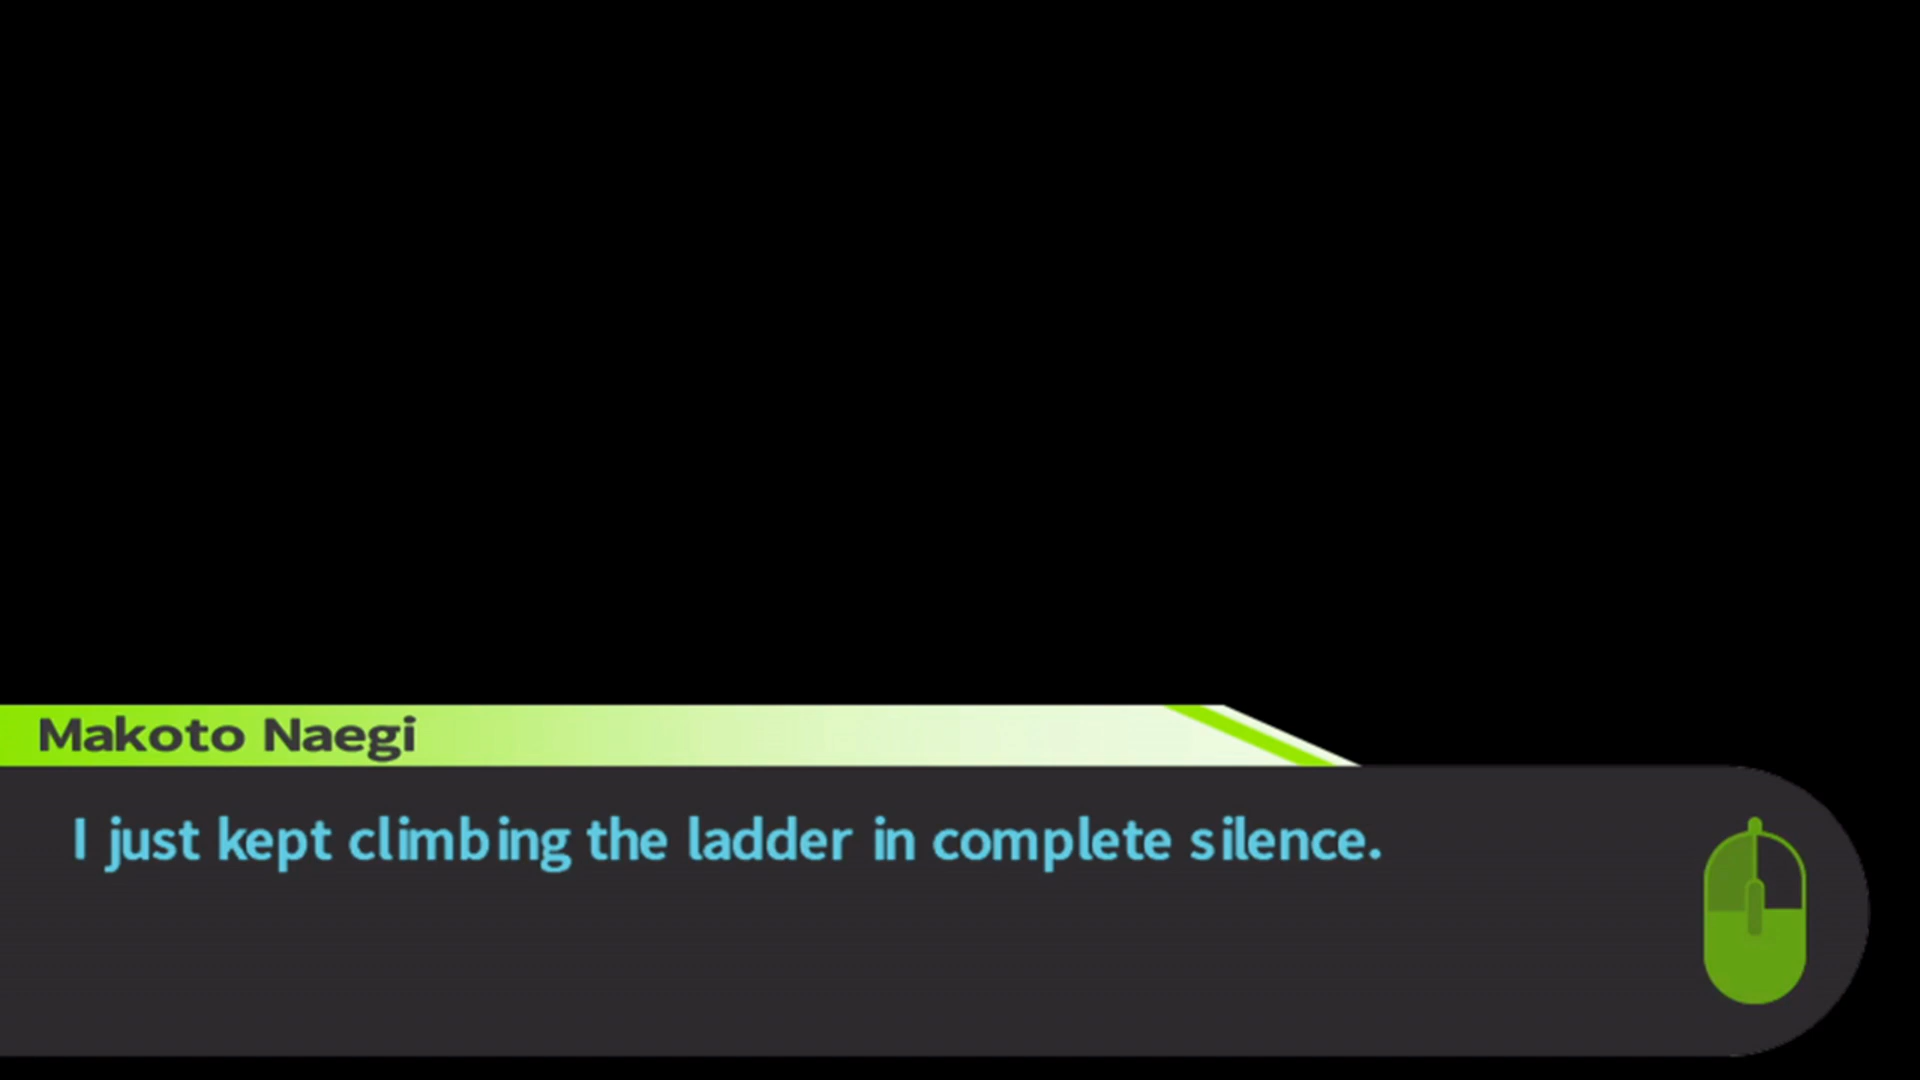 Makoto Naegi
I just kept climbing the ladder in complete silence.